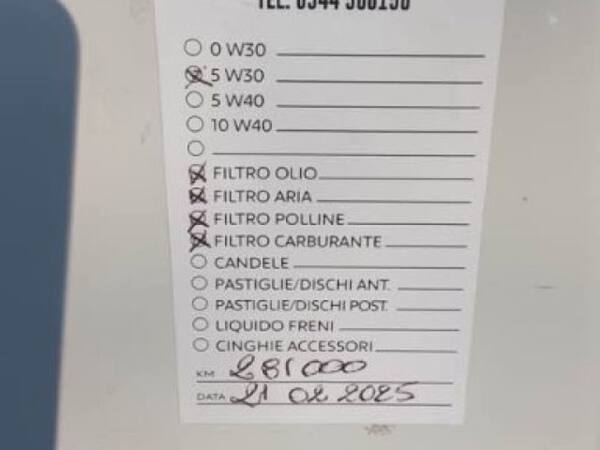 0 W30
5 W30
5 W40
10 W40
FILTRO OLIO
FILTRO ARIA
FILTRO POLLINE
FILTRO CARBURANTE
CANDELE
PASTIGLIE/DISCHI ANT.
PASTIGLIE/DISCHI POST.
LIQUIDO FRENI
CINGHIE ACCESSORI
KM 281000
DATA 21 02 2025